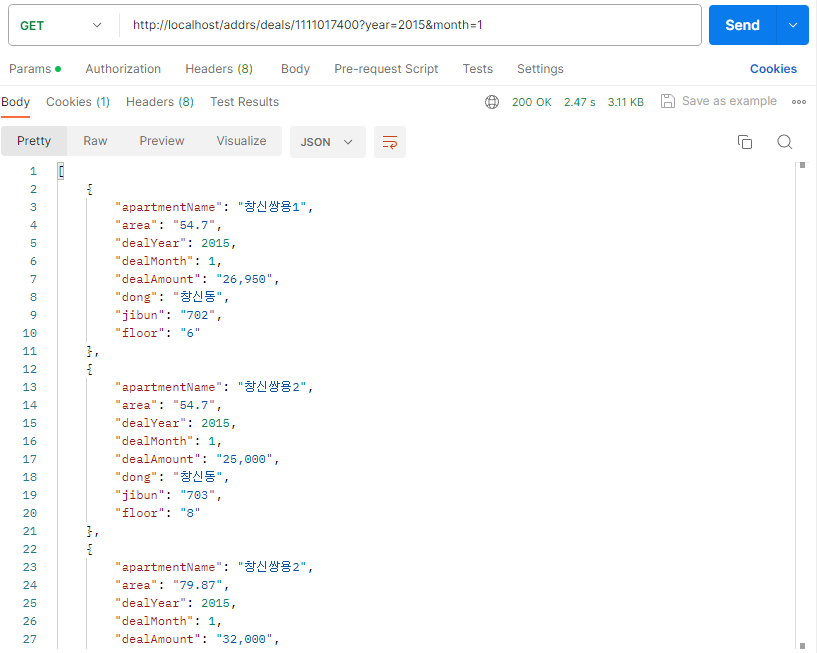 GET http://localhost/addrs/deals/1111017400?year=2015&month=1 Send
Params Authorization Headers (8) Body Pre-request Script Tests Settings Cookies
Body Cookies (1) Headers (8) Test Results 200 OK 2.47 s 3.11 KB Save as example
Pretty Raw Preview Visualize JSON
1 [
2 {
3 "apartmentName": "창신쌍용1",
4 "area": "54.7",
5 "dealYear": 2015,
6 "dealMonth": 1,
7 "dealAmount": "26,950",
8 "dong": "창신동",
9 "jibun": "702",
10 "floor": "6"
11 },
12 {
13 "apartmentName": "창신쌍용2",
14 "area": "54.7",
15 "dealYear": 2015,
16 "dealMonth": 1,
17 "dealAmount": "25,000",
18 "dong": "창신동",
19 "jibun": "703",
20 "floor": "8"
21 },
22 {
23 "apartmentName": "창신쌍용2",
24 "area": "79.87",
25 "dealYear": 2015,
26 "dealMonth": 1,
27 "dealAmount": "32,000",